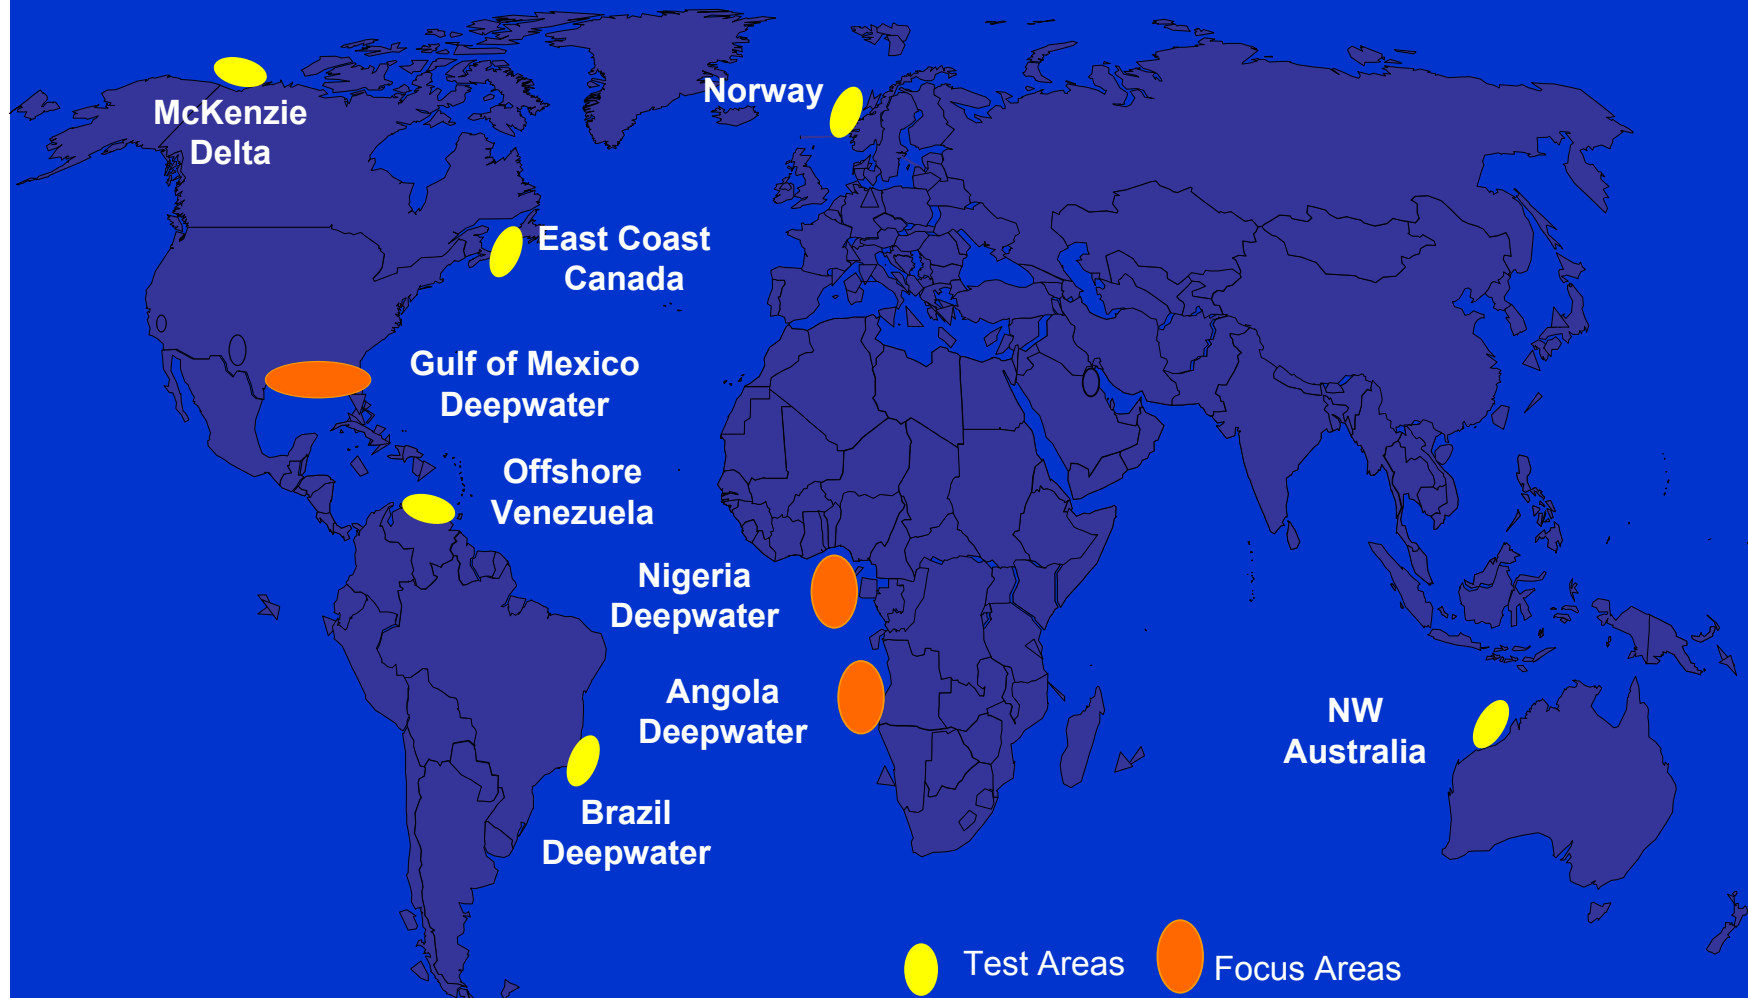 McKenzie
Delta
Norway
East Coast
Canada
Gulf of Mexico
Deepwater
Offshore
Venezuela
Nigeria
Deepwater
Angola
Deepwater
NW
Australia
Brazil
Deepwater
Test Areas
Focus Areas